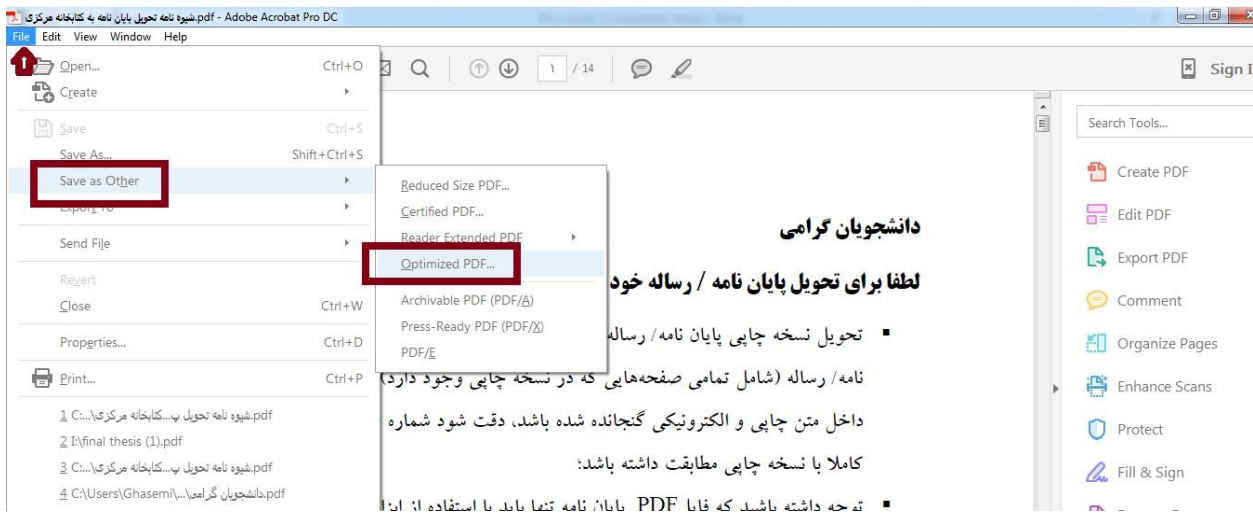 شیوه نامه تحویل پایان نامه به کتابخانه مرکزی.pdf - Adobe Acrobat Pro DC
File Edit View Window Help
1
Open... Ctrl+O
Create
Save Ctrl+S
Save As... Shift+Ctrl+S
Save as Other
Export To
Send File
Revert
Close Ctrl+W
Properties... Ctrl+D
Print... Ctrl+P
1 C:\...شیوه نامه تحویل پ...کتابخانه مرکزی.pdf
2 I:\final thesis (1).pdf
3 C:\...شیوه نامه تحویل پ...کتابخانه مرکزی.pdf
4 C:\Users\Ghasemi\...\دانشجویان گرامی.pdf
Reduced Size PDF...
Certified PDF...
Reader Extended PDF
Optimized PDF...
Archivable PDF (PDF/A)
Press-Ready PDF (PDF/X)
PDF/E
۱ / 14
Sign I
دانشجویان گرامی
لطفا برای تحویل پایان نامه / رساله خود
▪ تحویل نسخه چاپی پایان نامه/ رساله
نامه/ رساله (شامل تمامی صفحه‌هایی که در نسخه چاپی وجود دارد)
داخل متن چاپی و الکترونیکی گنجانده شده باشد، دقت شود شماره
کاملا با نسخه چاپی مطابقت داشته باشد؛
▪ توجه داشته باشید که فایل PDF پایان نامه تنها باید با استفاده از
Search Tools...
Create PDF
Edit PDF
Export PDF
Comment
Organize Pages
Enhance Scans
Protect
Fill & Sign